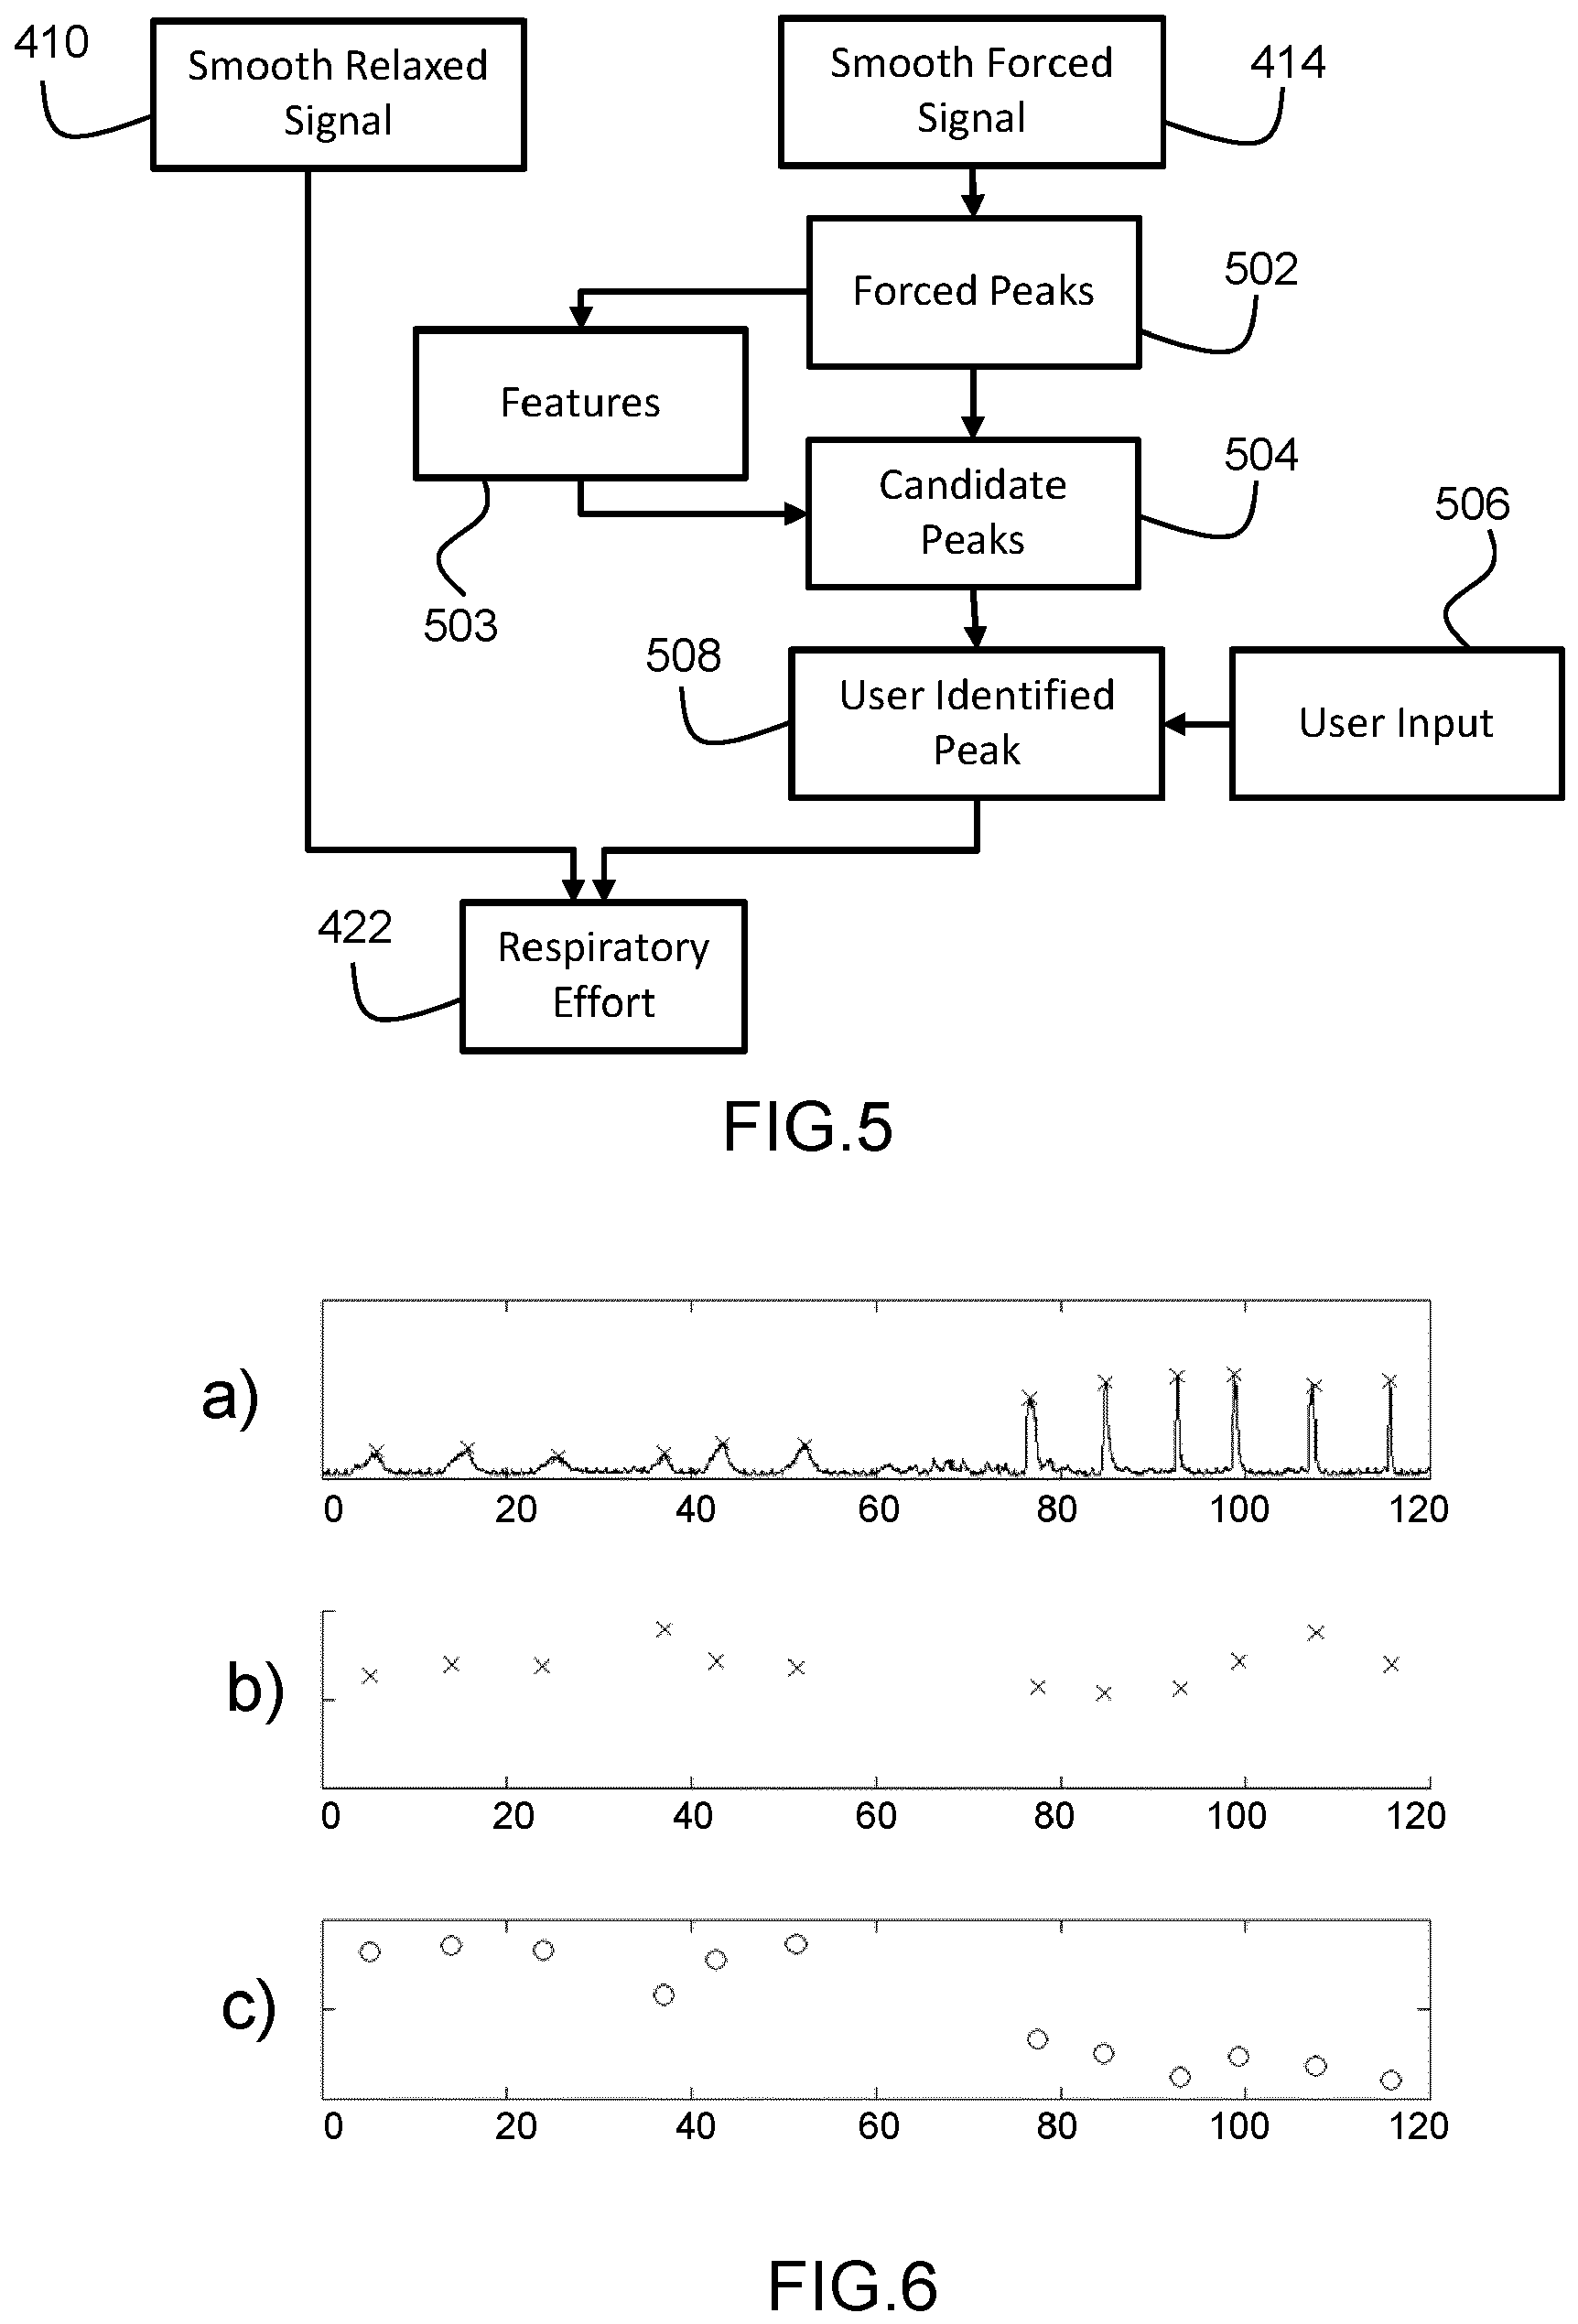 410
Smooth Relaxed
Signal
Smooth Forced
Signal
414
Forced Peaks
502
Features
503
Candidate
Peaks
504
506
508
User Identified
Peak
User Input
422
Respiratory
Effort
FIG.5
a)
0 20 40 60 80 100 120
b)
0 20 40 60 80 100 120
c)
0 20 40 60 80 100 120
FIG.6